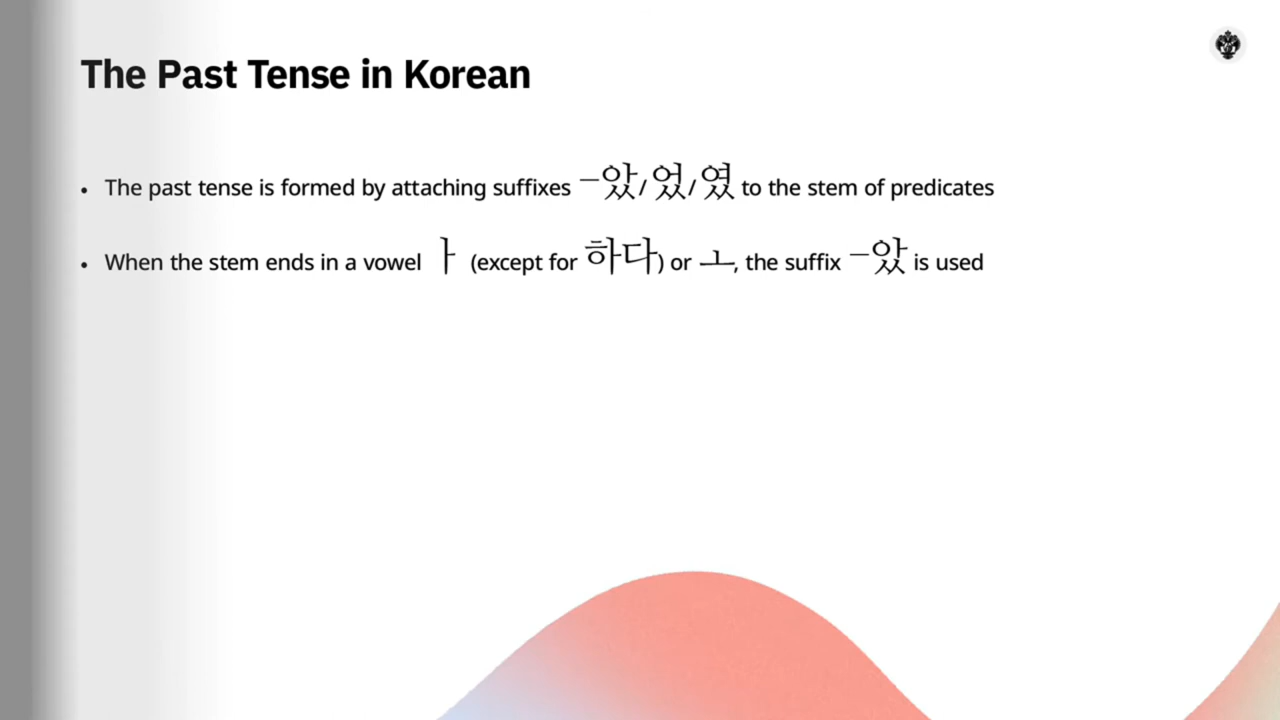 The Past Tense in Korean
• The past tense is formed by attaching suffixes –았/었/였 to the stem of predicates
• When the stem ends in a vowel ㅏ (except for 하다) or ㅗ, the suffix –았 is used